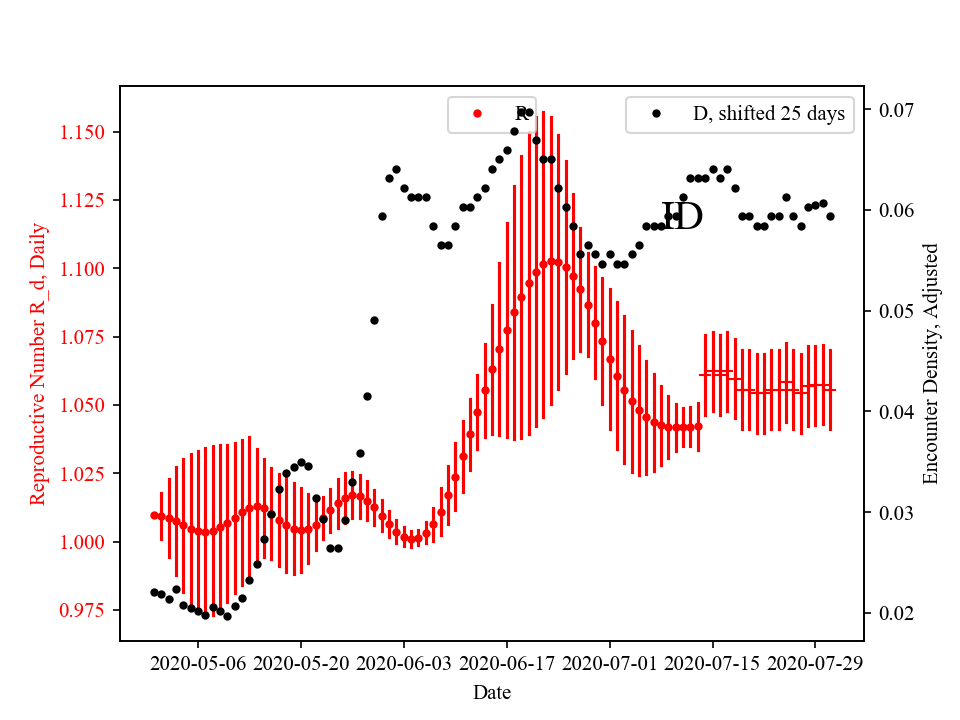 R
D, shifted 25 days
ID
Reproductive Number R_d, Daily
1.150
1.125
1.100
1.075
1.050
1.025
1.000
0.975
0.07
0.06
0.05
0.04
0.03
0.02
Encounter Density, Adjusted
2020-05-06 2020-05-20 2020-06-03 2020-06-17 2020-07-01 2020-07-15 2020-07-29
Date